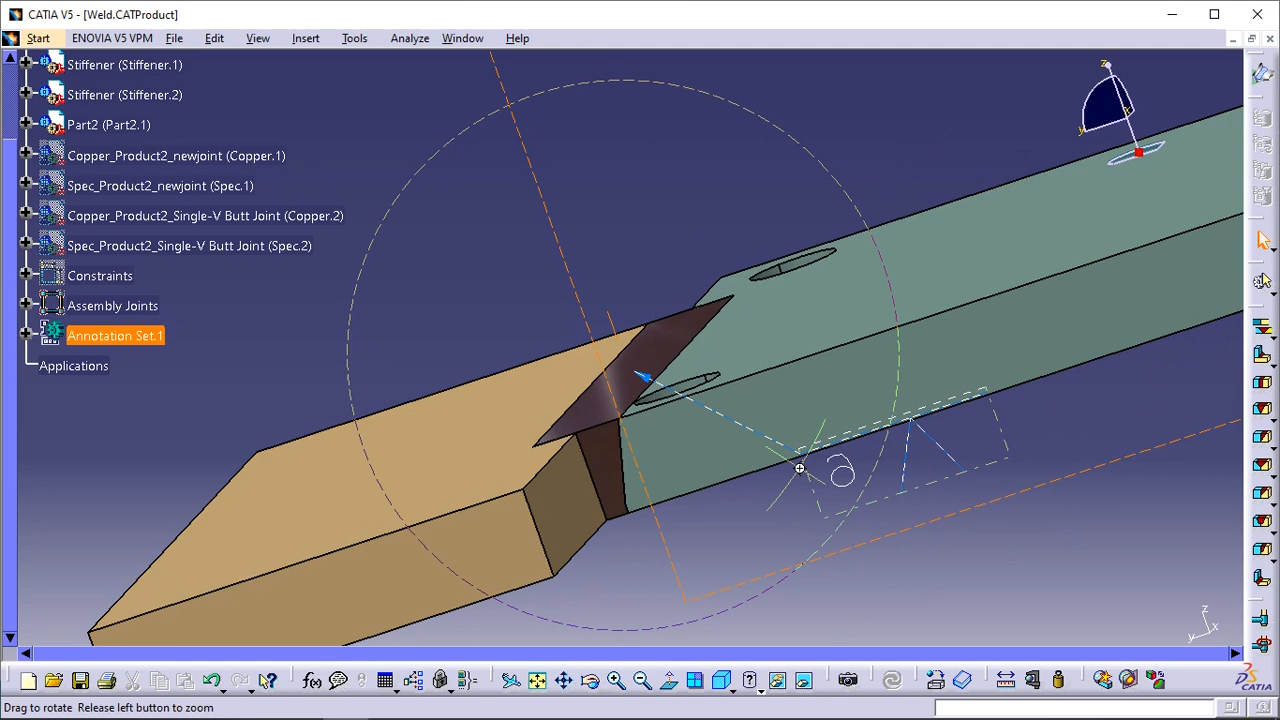 CATIA V5 - [Weld.CATProduct]
Start ENOVIA V5 VPM File Edit View Insert Tools Analyze Window Help
Stiffener (Stiffener.1)
Stiffener (Stiffener.2)
Part2 (Part2.1)
Copper_Product2_newjoint (Copper.1)
Spec_Product2_newjoint (Spec.1)
Copper_Product2_Single-V Butt Joint (Copper.2)
Spec_Product2_Single-V Butt Joint (Spec.2)
Constraints
Assembly Joints
Annotation Set.1
Applications
z
x
y
z
y x
f(x)
CATIA
Drag to rotate Release left button to zoom